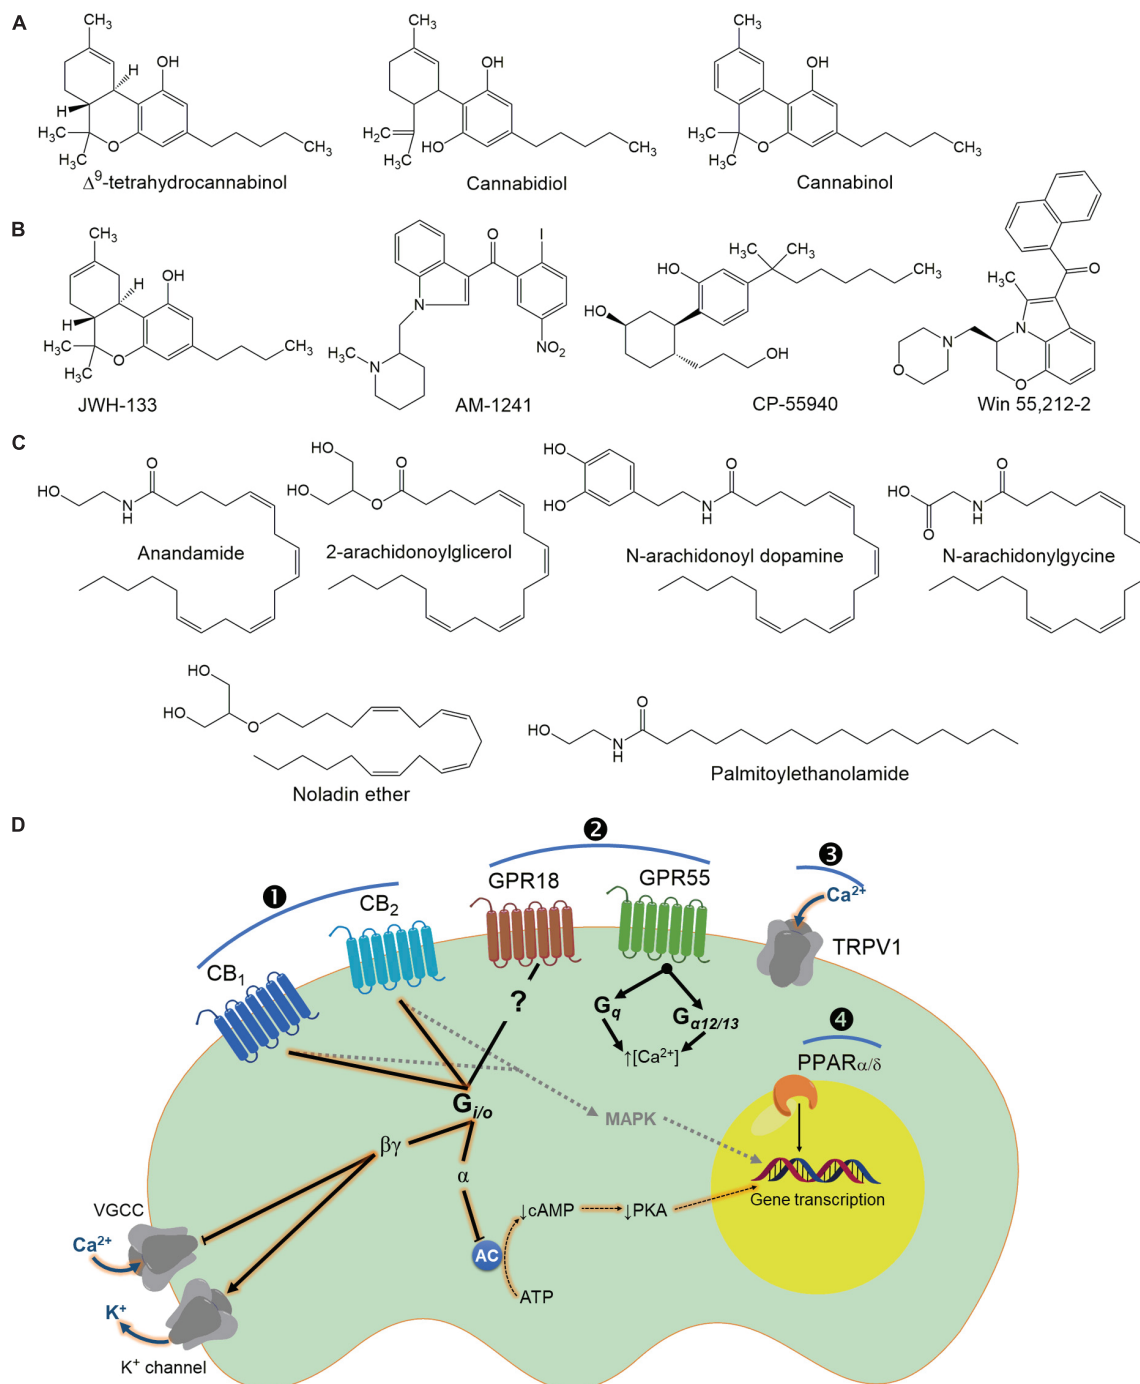 A
CH3
OH
H
H
H3C
H3C
O
CH3
Δ9-tetrahydrocannabinol
CH3
OH
H2C
CH3
HO
CH3
Cannabidiol
CH3
OH
H3C
H3C
O
CH3
Cannabinol
B
CH3
OH
H
H
H3C
H3C
O
CH3
JWH-133
O
I
N
H3C
N
NO2
AM-1241
H3C
CH3
HO
CH3
HO
OH
CP-55940
O
H3C
N
N
O
O
Win 55,212-2
C
HO
O
N
H
Anandamide
HO
O
HO
O
2-arachidonoylglicerol
HO
O
HO
N
H
N-arachidonoyl dopamine
O
HO
N
H
O
N-arachidonylgycine
HO
HO
O
Noladin ether
O
HO
N
H
Palmitoylethanolamide
D
1
2
3
4
CB1
CB2
GPR18
GPR55
Ca2+
TRPV1
?
Gq
Gα12/13
↑[Ca2+]
PPARα/δ
Gi/o
MAPK
βγ
α
Gene transcription
VGCC
Ca2+
↓cAMP
↓PKA
AC
ATP
K+
K+ channel